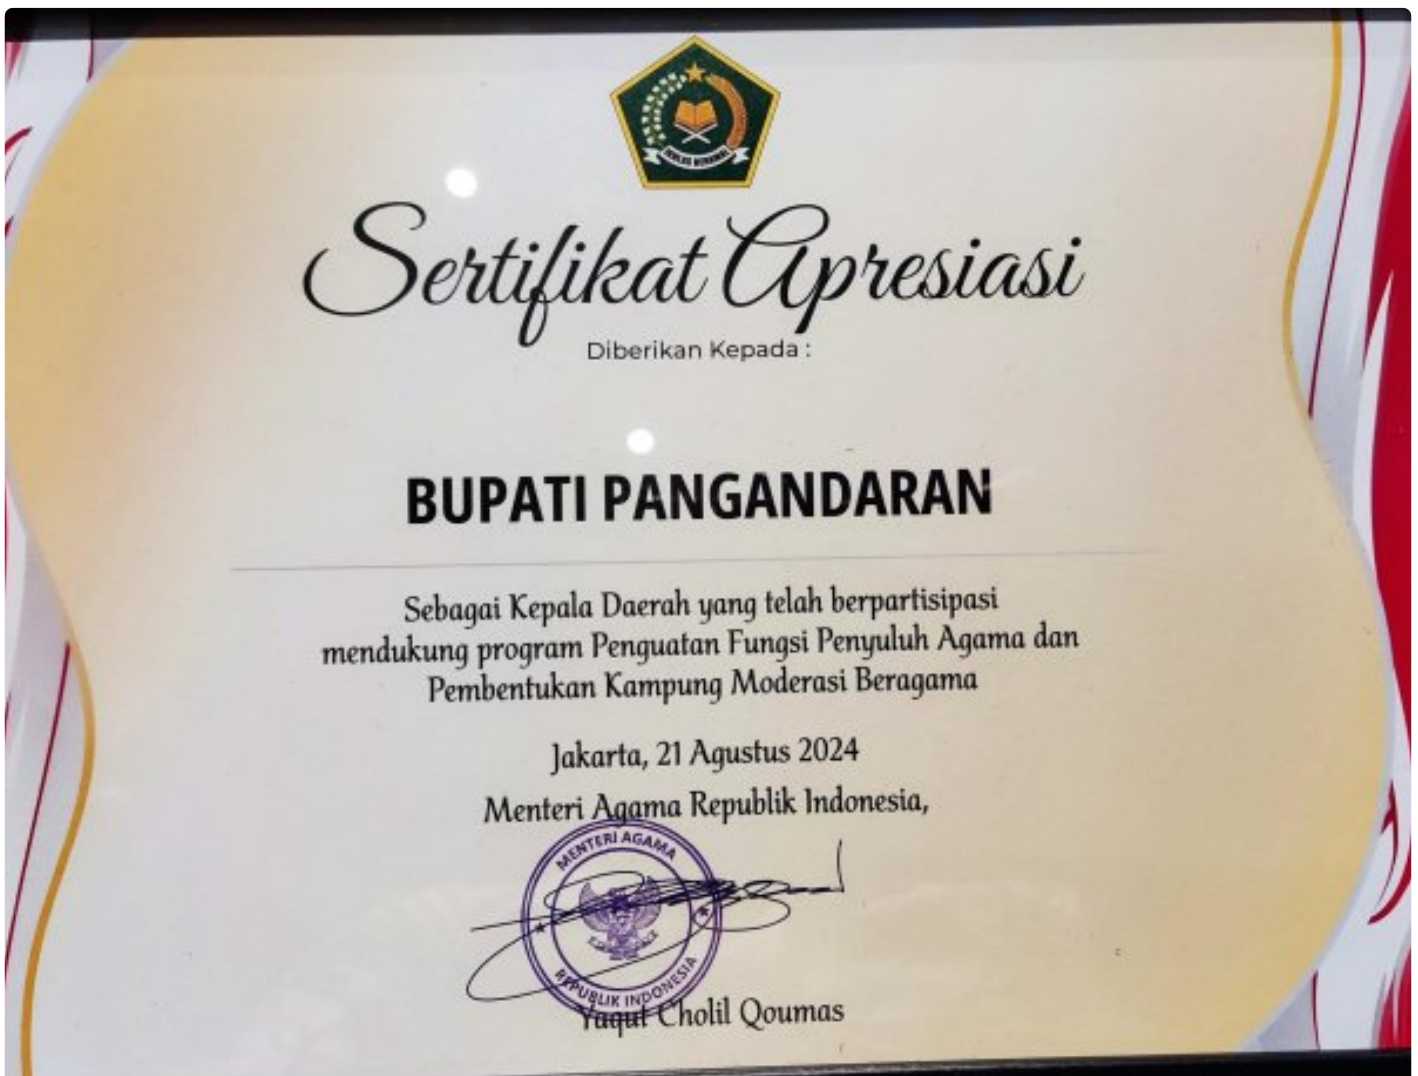 IKHLAS BERAMAL
Sertifikat Apresiasi
Diberikan Kepada :
BUPATI PANGANDARAN
Sebagai Kepala Daerah yang telah berpartisipasi
mendukung program Penguatan Fungsi Penyuluh Agama dan
Pembentukan Kampung Moderasi Beragama
Jakarta, 21 Agustus 2024
Menteri Agama Republik Indonesia,
MENTERI AGAMA
REPUBLIK INDONESIA
Yaqut Cholil Qoumas